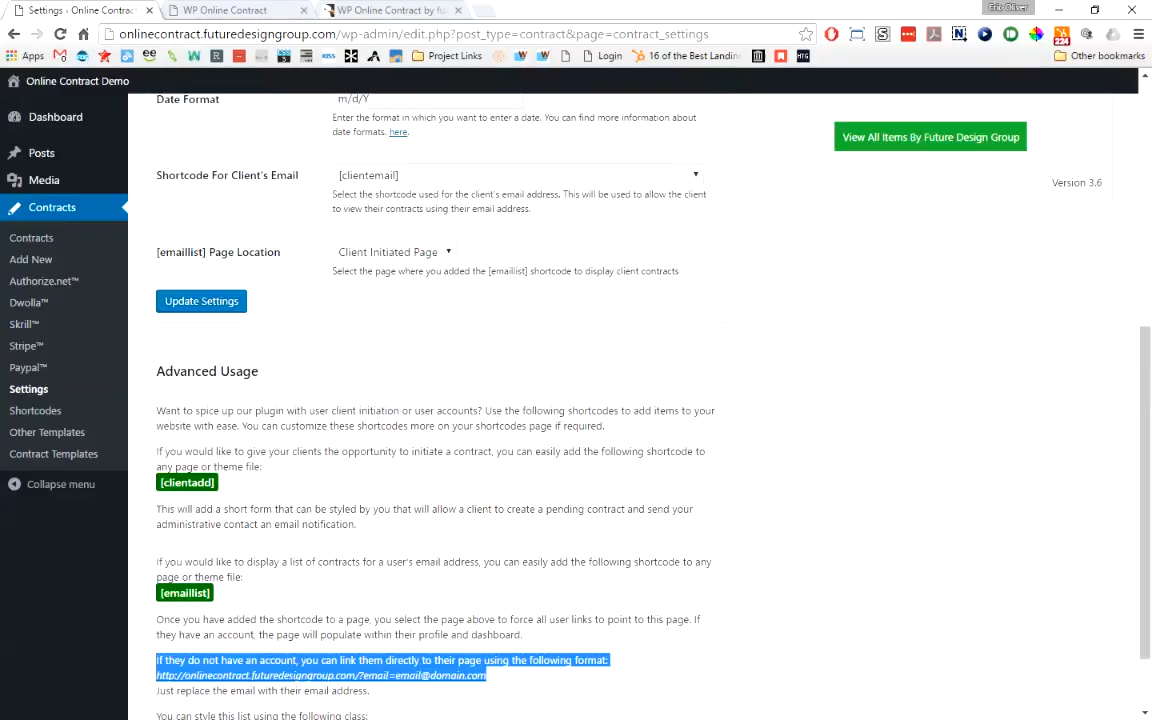 Settings ‹ Online Contrac
WP Online Contract
WP Online Contract by fu
Eric Oliver
onlinecontract.futuredesigngroup.com/wp-admin/edit.php?post_type=contract&page=contract_settings
Apps
Project Links
Login
16 of the Best Landin
Other bookmarks
224
Online Contract Demo
Dashboard
Posts
Media
Contracts
Contracts
Add New
Authorize.net™
Dwolla™
Skrill™
Stripe™
Paypal™
Settings
Shortcodes
Other Templates
Contract Templates
Collapse menu
Date Format
m/d/Y
Enter the format in which you want to enter a date. You can find more information about
date formats. here.
Shortcode For Client's Email
[clientemail]
Select the shortcode used for the client's email address. This will be used to allow the client
to view their contracts using their email address.
[emaillist] Page Location
Client Initiated Page
Select the page where you added the [emaillist] shortcode to display client contracts
Update Settings
View All Items By Future Design Group
Version 3.6
Advanced Usage
Want to spice up our plugin with user client initiation or user accounts? Use the following shortcodes to add items to your
website with ease. You can customize these shortcodes more on your shortcodes page if required.
If you would like to give your clients the opportunity to initiate a contract, you can easily add the following shortcode to
any page or theme file:
[clientadd]
This will add a short form that can be styled by you that will allow a client to create a pending contract and send your
administrative contact an email notification.
If you would like to display a list of contracts for a user's email address, you can easily add the following shortcode to any
page or theme file:
[emaillist]
Once you have added the shortcode to a page, you select the page above to force all user links to point to this page. If
they have an account, the page will populate within their profile and dashboard.
If they do not have an account, you can link them directly to their page using the following format:
http://onlinecontract.futuredesigngroup.com/?email=email@domain.com
Just replace the email with their email address.
You can style this list using the following class: